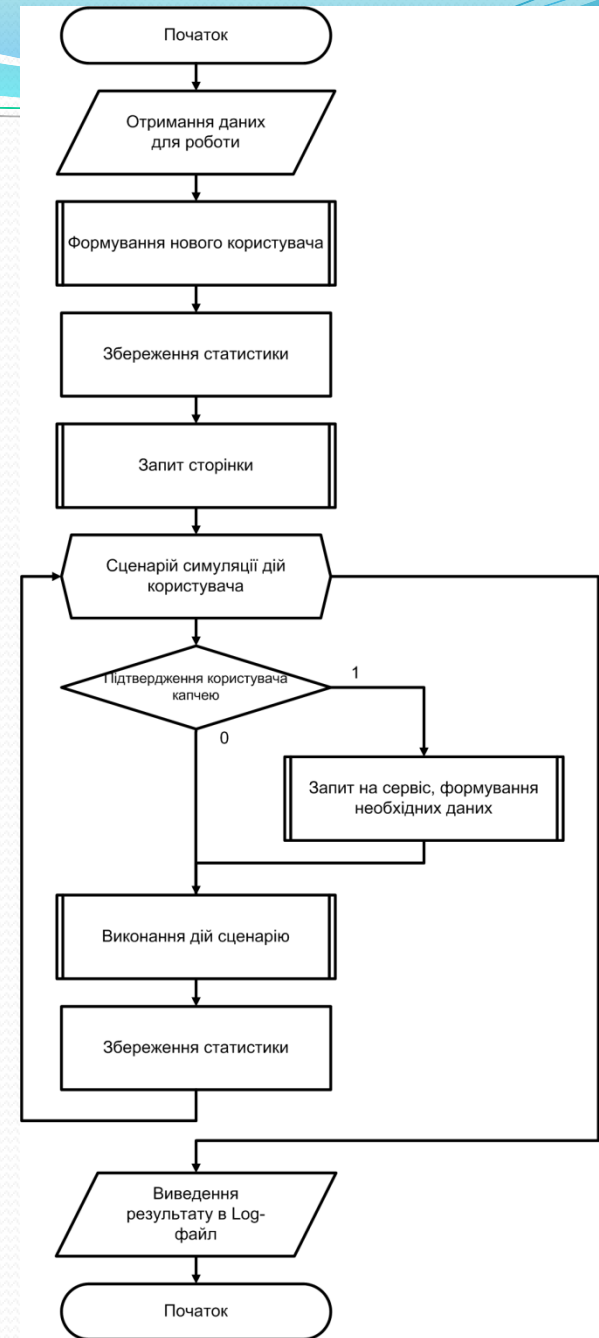 Початок
Отримання даних
для роботи
Формування нового користувача
Збереження статистики
Запит сторінки
Сценарій симуляції дій
користувача
Підтвердження користувача
капчею
1
0
Запит на сервіс, формування
необхідних даних
Виконання дій сценарію
Збереження статистики
Виведення
результату в Log-
файл
Початок